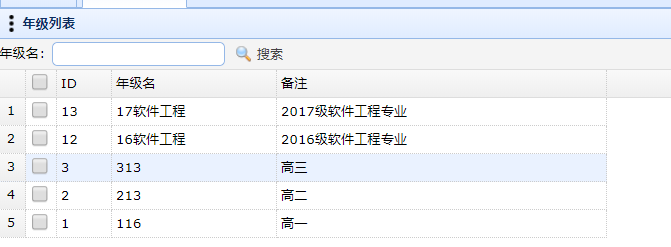 年级列表
年级名: 搜索
ID 年级名 备注
1 13 17软件工程 2017级软件工程专业
2 12 16软件工程 2016级软件工程专业
3 3 313 高三
4 2 213 高二
5 1 116 高一